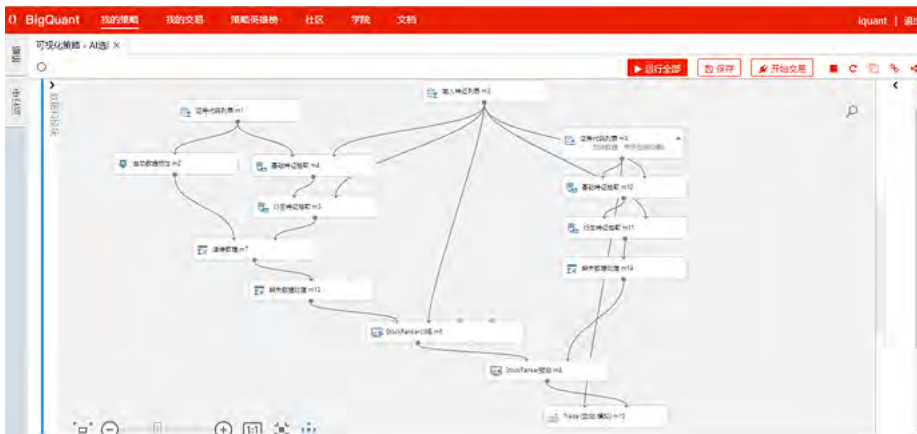 BigQuant 我的策略 我的交易 策略英雄榜 社区 学院 文档 iquant | 退出
可视化策略 - AI选 ×
运行全部 保存 开始交易
输入特征列表 m3
证券代码列表 m1
证券代码列表 m9
自动数据标注 m2 基础特征抽取 m4
基础特征抽取 m10
衍生特征抽取 m5
衍生特征抽取 m11
连接数据 m7
缺失数据处理 m14
缺失数据处理 m13
StockRanker训练 m6
StockRanker预测 m8
Trade (回测/模拟) m12
1:1